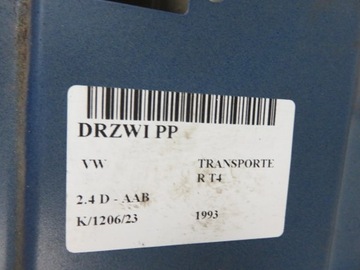 DRZWI PP
VW TRANSPORTE
R T4
2.4 D - AAB
K/1206/23 1993